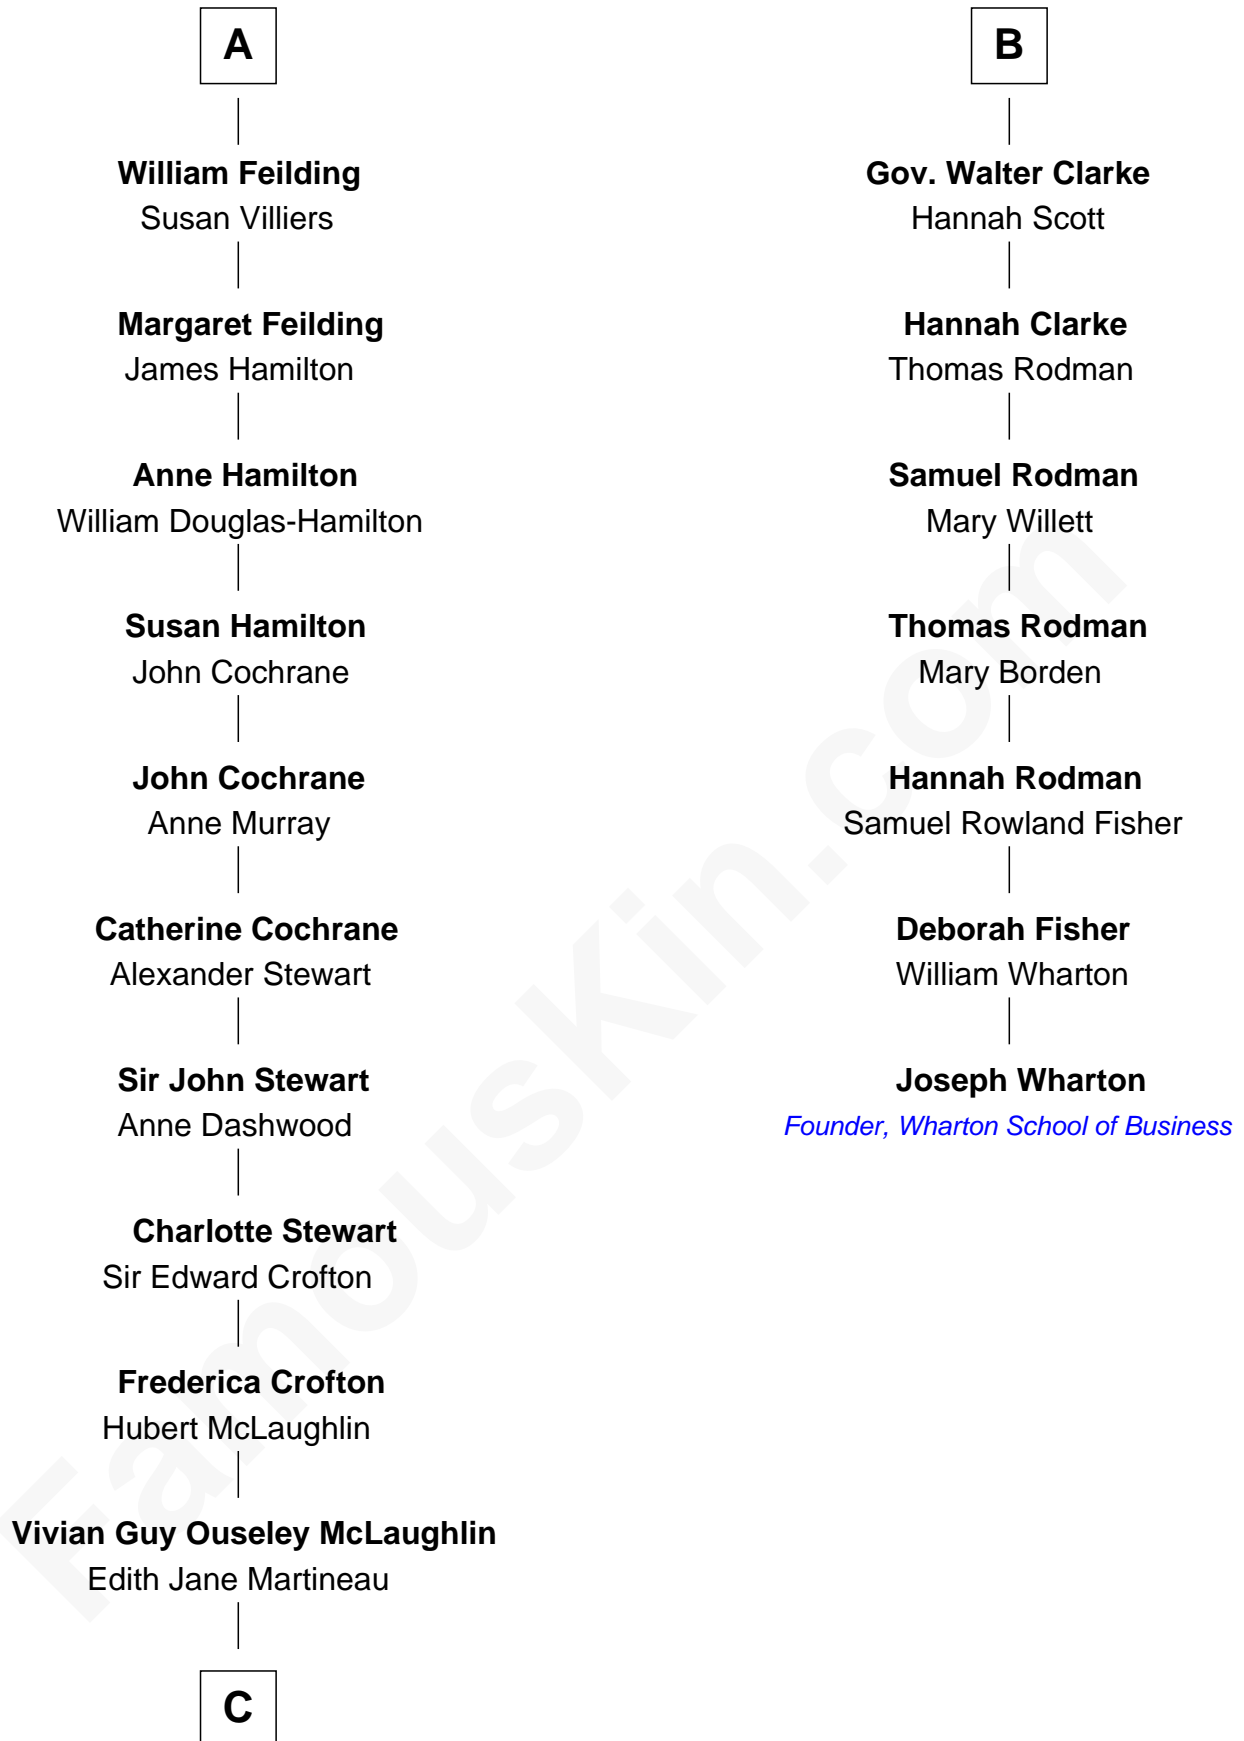 A
William Feilding
Susan Villiers
Margaret Feilding
James Hamilton
Anne Hamilton
William Douglas-Hamilton
Susan Hamilton
John Cochrane
John Cochrane
Anne Murray
Catherine Cochrane
Alexander Stewart
Sir John Stewart
Anne Dashwood
Charlotte Stewart
Sir Edward Crofton
Frederica Crofton
Hubert McLaughlin
Vivian Guy Ouseley McLaughlin
Edith Jane Martineau
C
B
Gov. Walter Clarke
Hannah Scott
Hannah Clarke
Thomas Rodman
Samuel Rodman
Mary Willett
Thomas Rodman
Mary Borden
Hannah Rodman
Samuel Rowland Fisher
Deborah Fisher
William Wharton
Joseph Wharton
Founder, Wharton School of Business
FamousKin.com